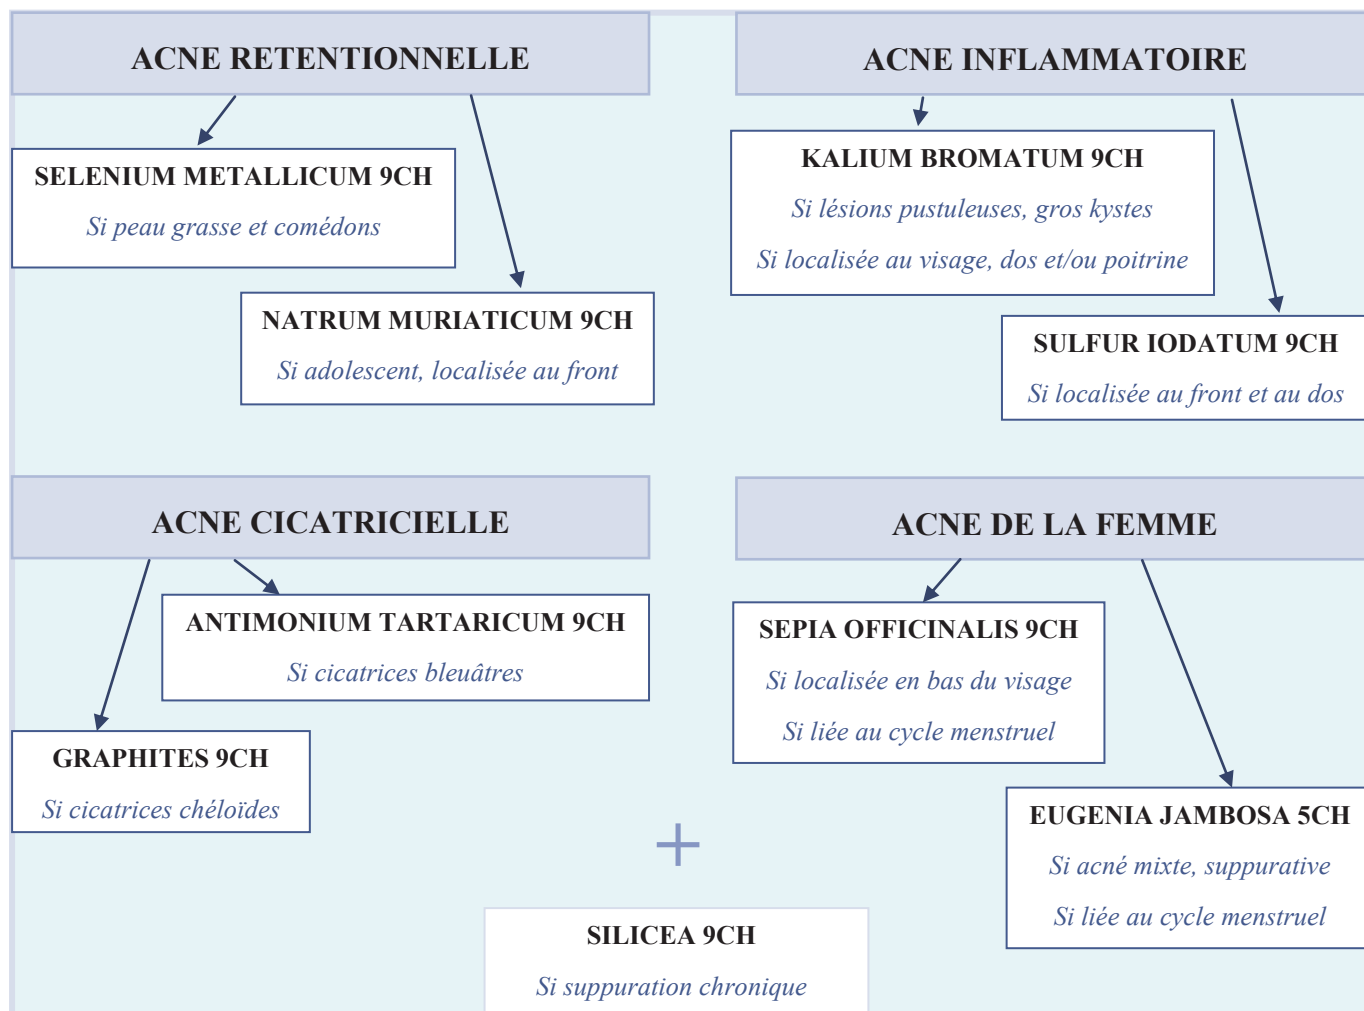 ACNE RETENTIONNELLE
SELENIUM METALLICUM 9CH
Si peau grasse et comédons
NATRUM MURIATICUM 9CH
Si adolescent, localisée au front
ACNE INFLAMMATOIRE
KALIUM BROMATUM 9CH
Si lésions pustuleuses, gros kystes
Si localisée au visage, dos et/ou poitrine
SULFUR IODATUM 9CH
Si localisée au front et au dos
ACNE CICATRICIELLE
ANTIMONIUM TARTARICUM 9CH
Si cicatrices bleuâtres
GRAPHITES 9CH
Si cicatrices chéloïdes
ACNE DE LA FEMME
SEPIA OFFICINALIS 9CH
Si localisée en bas du visage
Si liée au cycle menstruel
EUGENIA JAMBOSA 5CH
Si acné mixte, suppurative
Si liée au cycle menstruel
+
SILICEA 9CH
Si suppuration chronique